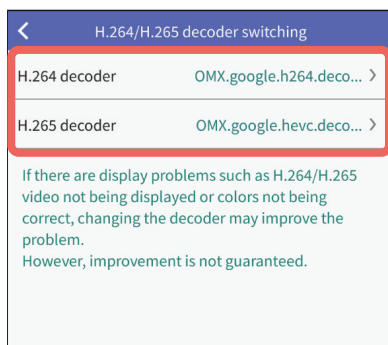 H.264/H.265 decoder switching
H.264 decoder OMX.google.h264.deco...
H.265 decoder OMX.google.hevc.deco...
If there are display problems such as H.264/H.265
video not being displayed or colors not being
correct, changing the decoder may improve the
problem.
However, improvement is not guaranteed.